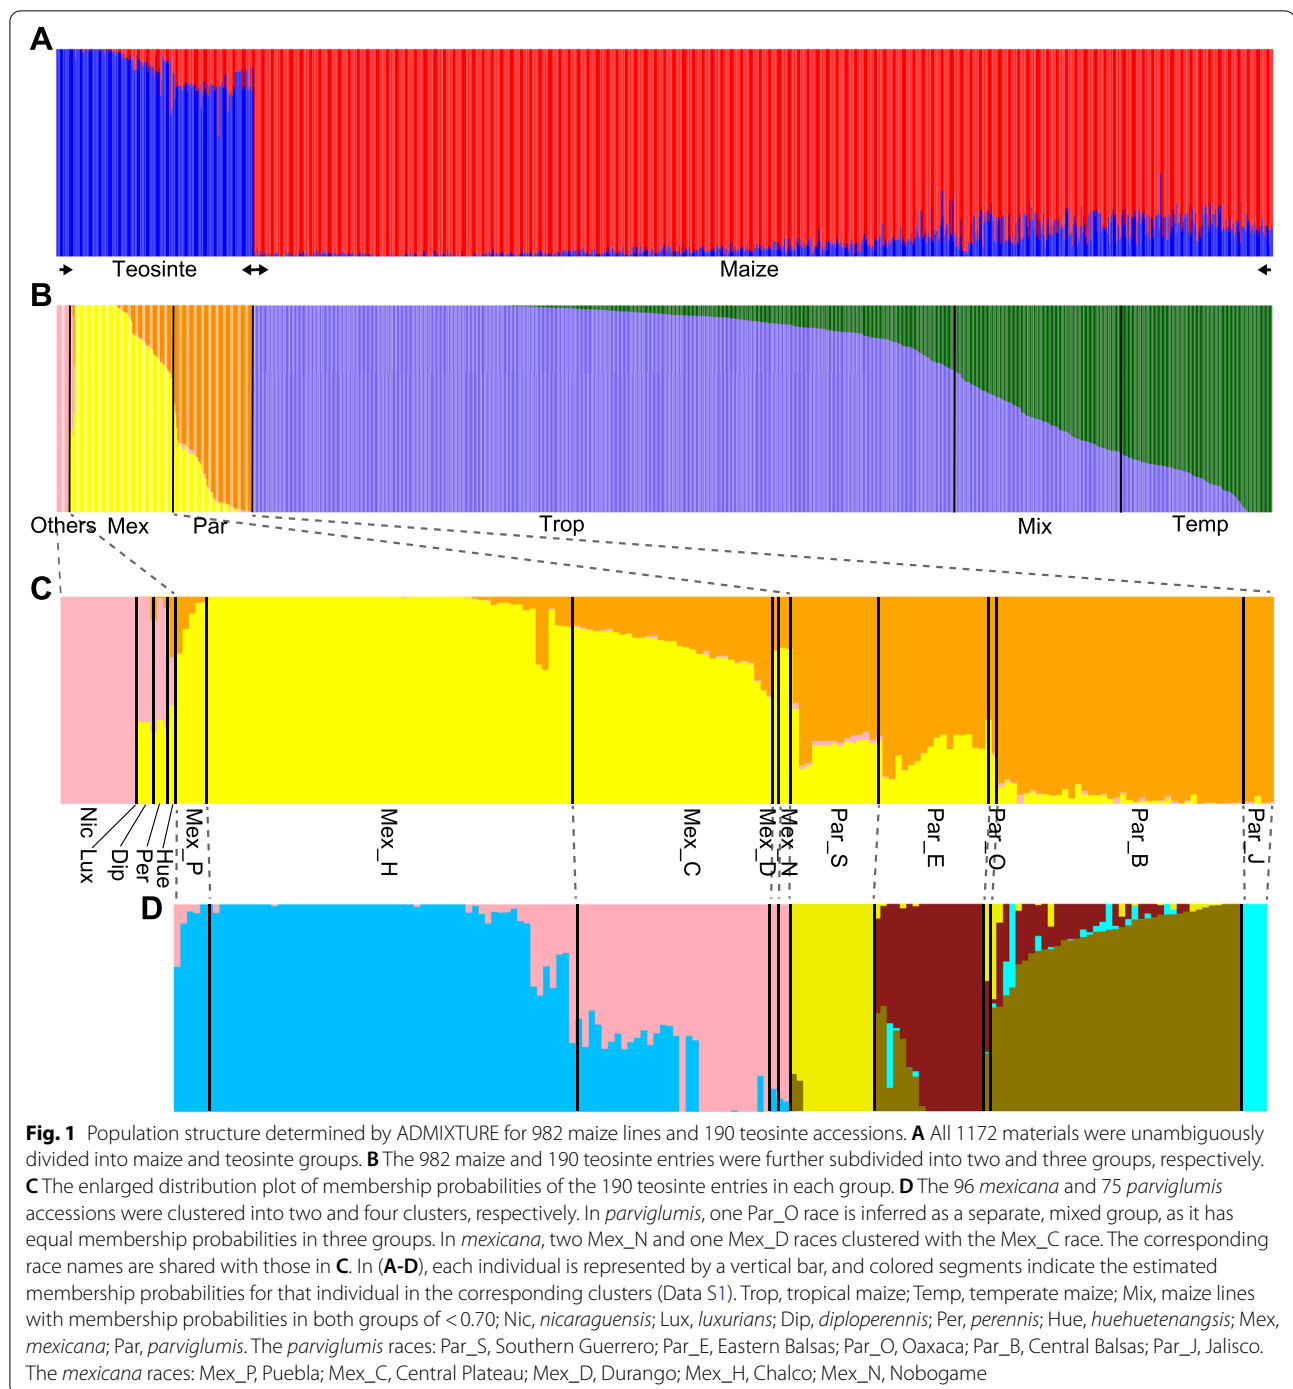 A
Teosinte
Maize
B
Others Mex Par Trop Mix Temp
C
Nic
Lux
Dip
Per
Hue
Mex_P
Mex_H
Mex_C
Mex_D
Mex_N
Par_S
Par_E
Par_O
Par_B
Par_J
D
Fig. 1 Population structure determined by ADMIXTURE for 982 maize lines and 190 teosinte accessions. A All 1172 materials were unambiguously
divided into maize and teosinte groups. B The 982 maize and 190 teosinte entries were further subdivided into two and three groups, respectively.
C The enlarged distribution plot of membership probabilities of the 190 teosinte entries in each group. D The 96 mexicana and 75 parviglumis
accessions were clustered into two and four clusters, respectively. In parviglumis, one Par_O race is inferred as a separate, mixed group, as it has
equal membership probabilities in three groups. In mexicana, two Mex_N and one Mex_D races clustered with the Mex_C race. The corresponding
race names are shared with those in C. In (A-D), each individual is represented by a vertical bar, and colored segments indicate the estimated
membership probabilities for that individual in the corresponding clusters (Data S1). Trop, tropical maize; Temp, temperate maize; Mix, maize lines
with membership probabilities in both groups of < 0.70; Nic, nicaraguensis; Lux, luxurians; Dip, diploperennis; Per, perennis; Hue, huehuetenangsis; Mex,
mexicana; Par, parviglumis. The parviglumis races: Par_S, Southern Guerrero; Par_E, Eastern Balsas; Par_O, Oaxaca; Par_B, Central Balsas; Par_J, Jalisco.
The mexicana races: Mex_P, Puebla; Mex_C, Central Plateau; Mex_D, Durango; Mex_H, Chalco; Mex_N, Nobogame